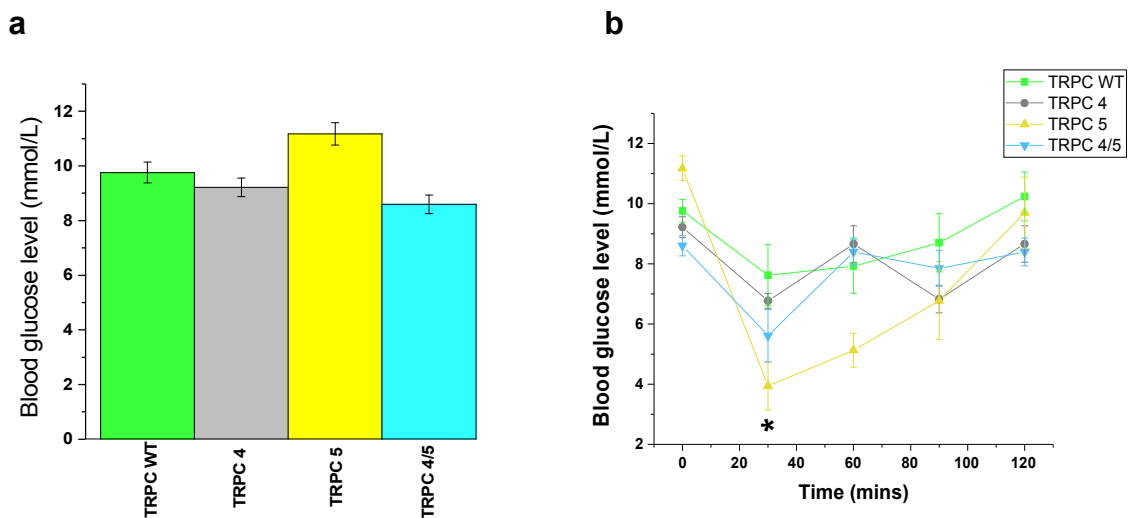 a
Blood glucose level (mmol/L)
12
10
8
6
4
2
0
TRPC WT
TRPC 4
TRPC 5
TRPC 4/5
b
TRPC WT
TRPC 4
TRPC 5
TRPC 4/5
Blood glucose level (mmol/L)
12
10
8
6
4
2
*
0 20 40 60 80 100 120
Time (mins)